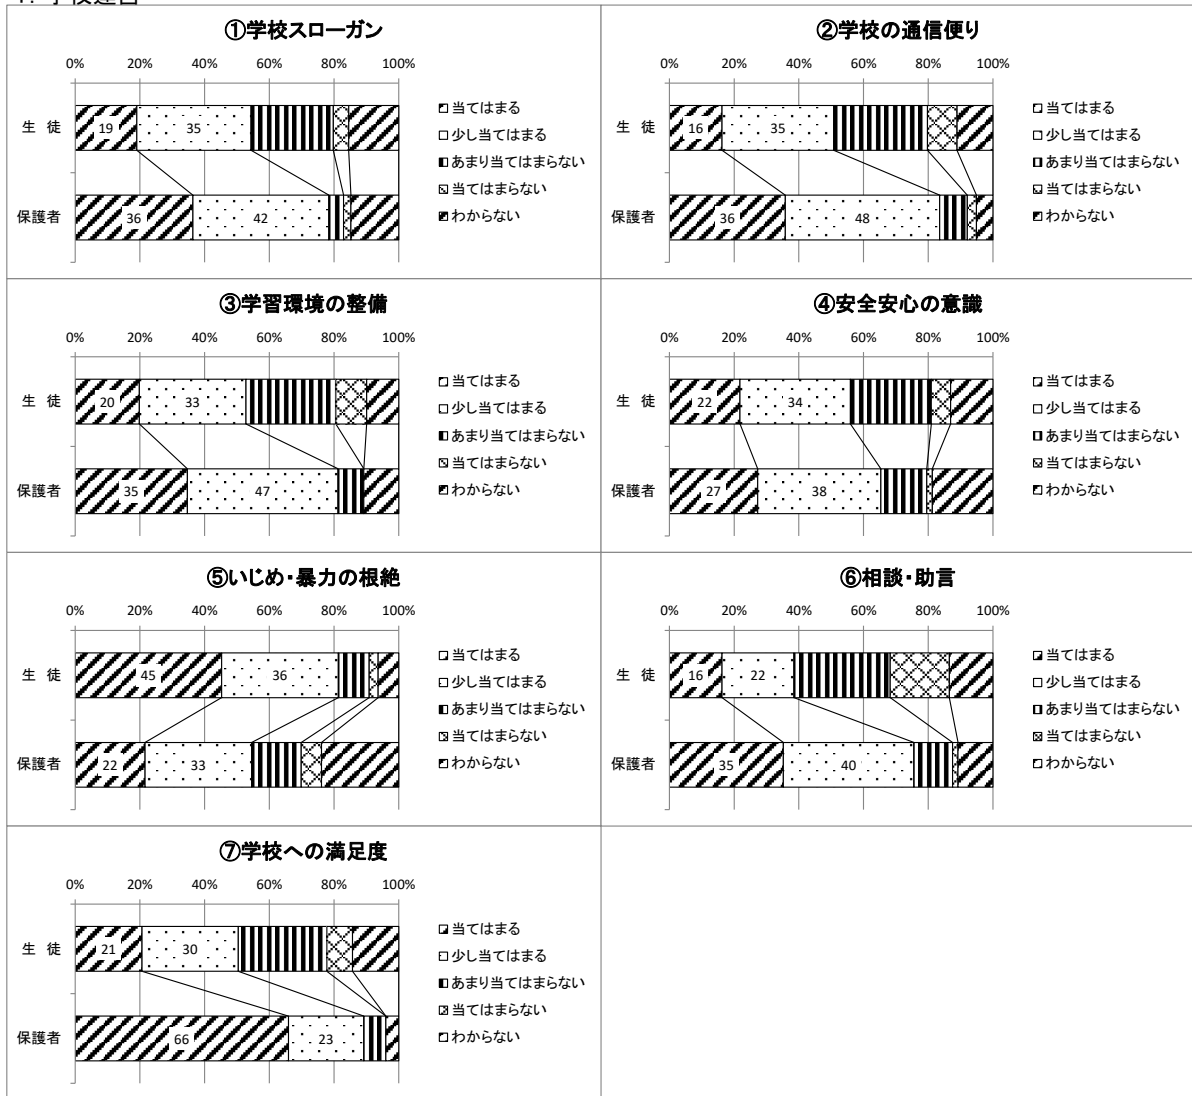 ①学校スローガン
0% 20% 40% 60% 80% 100%
生 徒 19 35
保護者 36 42
当てはまる
少し当てはまる
あまり当てはまらない
当てはまらない
わからない
②学校の通信便り
0% 20% 40% 60% 80% 100%
生 徒 16 35
保護者 36 48
当てはまる
少し当てはまる
あまり当てはまらない
当てはまらない
わからない
③学習環境の整備
0% 20% 40% 60% 80% 100%
生 徒 20 33
保護者 35 47
当てはまる
少し当てはまる
あまり当てはまらない
当てはまらない
わからない
④安全安心の意識
0% 20% 40% 60% 80% 100%
生 徒 22 34
保護者 27 38
当てはまる
少し当てはまる
あまり当てはまらない
当てはまらない
わからない
⑤いじめ・暴力の根絶
0% 20% 40% 60% 80% 100%
生 徒 45 36
保護者 22 33
当てはまる
少し当てはまる
あまり当てはまらない
当てはまらない
わからない
⑥相談・助言
0% 20% 40% 60% 80% 100%
生 徒 16 22
保護者 35 40
当てはまる
少し当てはまる
あまり当てはまらない
当てはまらない
わからない
⑦学校への満足度
0% 20% 40% 60% 80% 100%
生 徒 21 30
保護者 66 23
当てはまる
少し当てはまる
あまり当てはまらない
当てはまらない
わからない